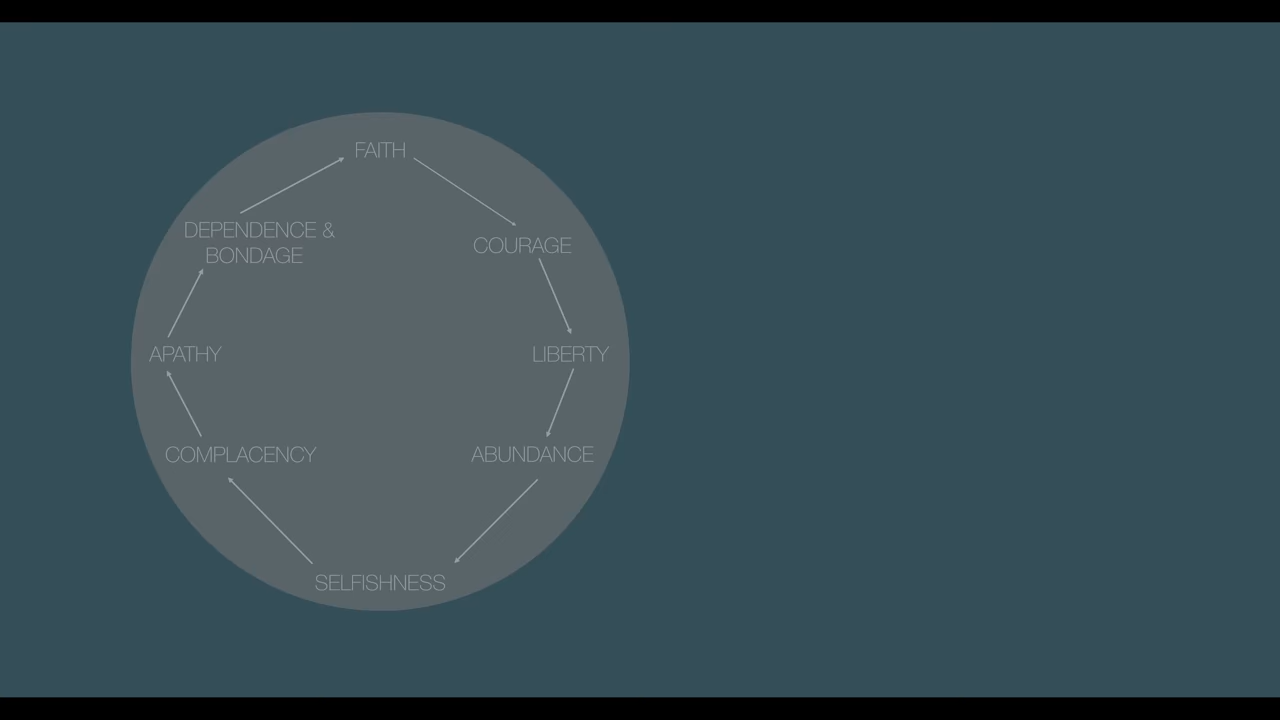 FAITH
COURAGE
LIBERTY
ABUNDANCE
SELFISHNESS
COMPLACENCY
APATHY
DEPENDENCE &
BONDAGE